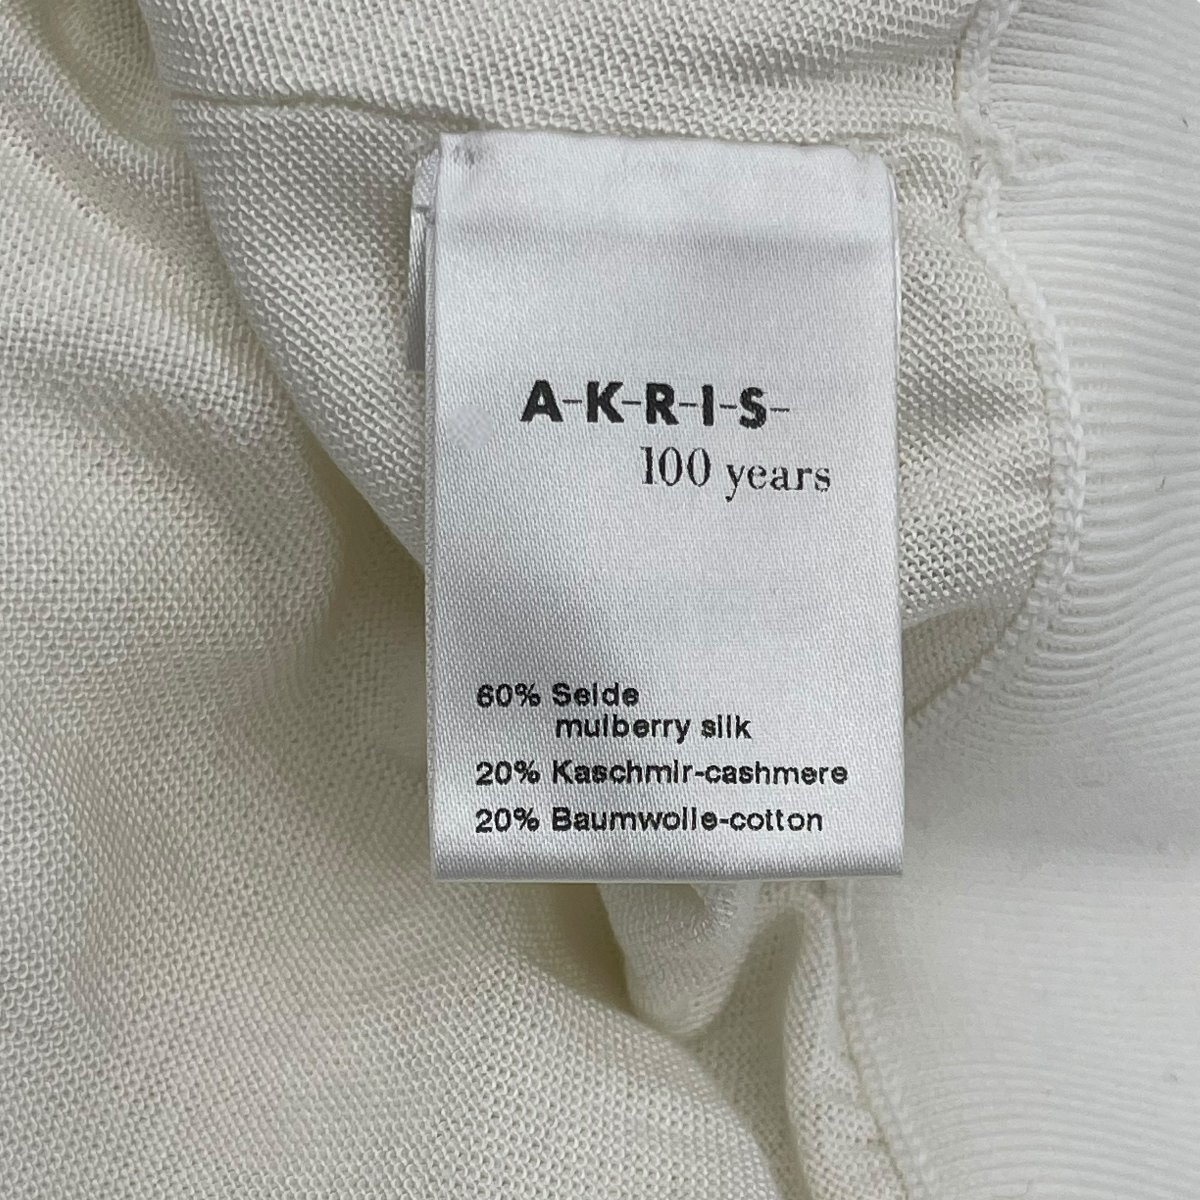 A-K-R-I-S-
100 years
60% Seide
mulberry silk
20% Kaschmir-cashmere
20% Baumwolle-cotton